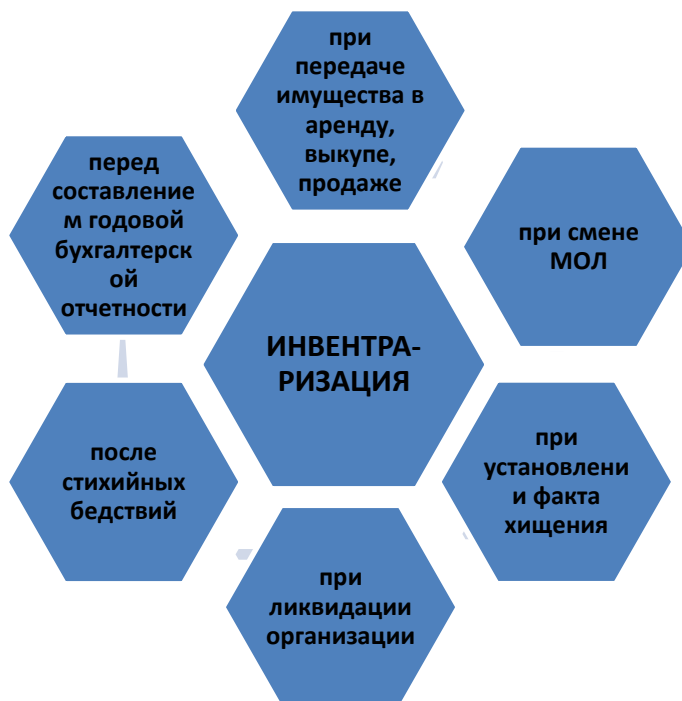 при
передаче
имущества в
аренду,
выкупе,
продаже
при смене
МОЛ
при
установлени
и факта
хищения
при
ликвидации
организации
после
стихийных
бедствий
перед
составление
м годовой
бухгалтерск
ой
отчетности
ИНВЕНТРА-
РИЗАЦИЯ